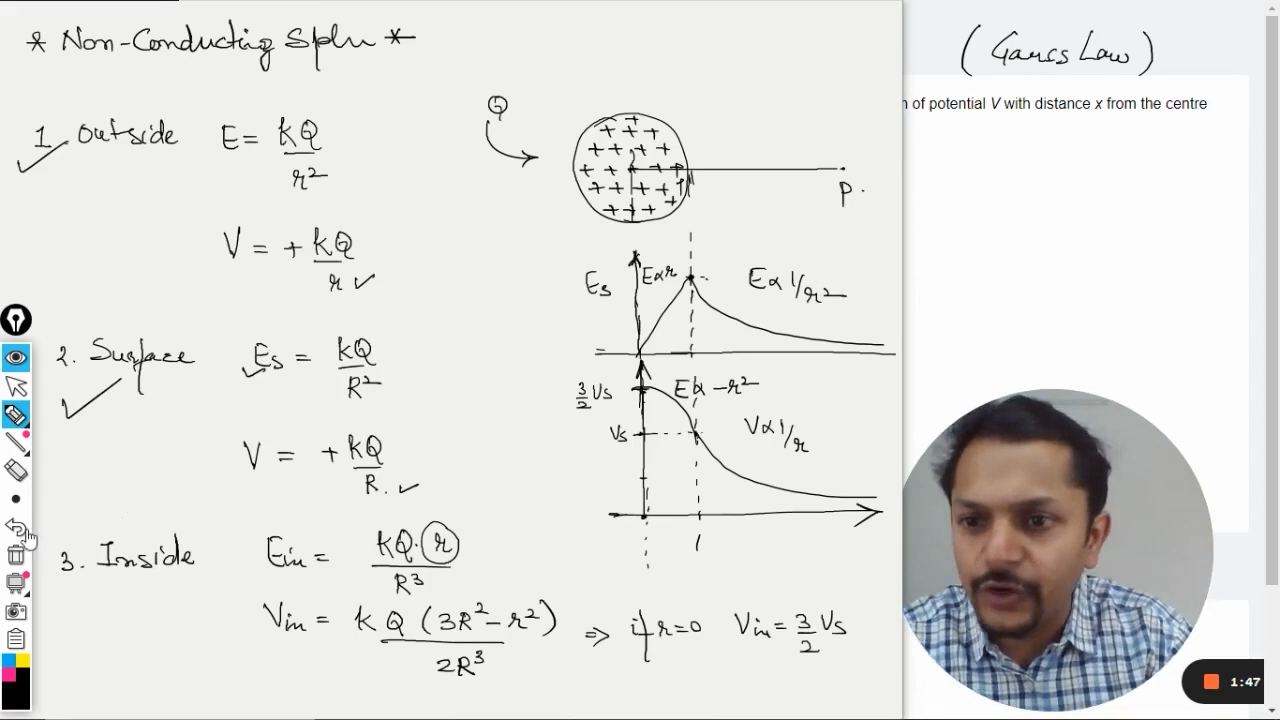 * Non-Conducting Sphr *
(Gauss Law)
n of potential V with distance x from the centre
1. Outside E = kQ/r²
V = + kQ/r ✓
P.
Es
E∝r
E∝1/r²
2. Surface Es = kQ/R²
V = + kQ/R. ✓
3/2 Vs
E∝ -r²
Vs
V∝1/r
3. Inside Ein = kQ·r/R³
Vin = kQ(3R²-r²)/2R³ ⇒ if r=0 Vin = 3/2 Vs
1:47